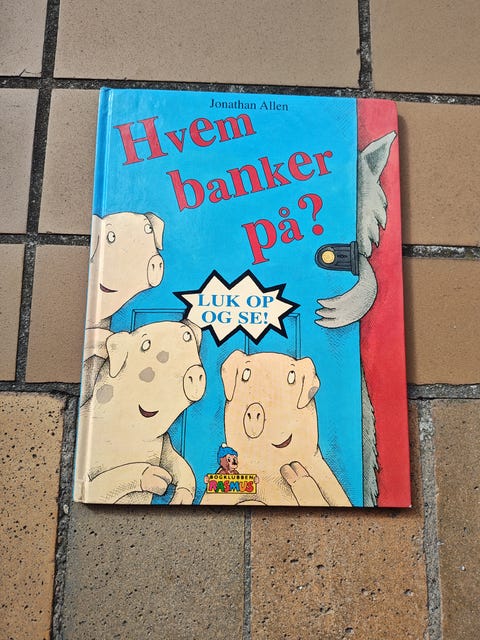 Jonathan Allen
Hvem
banker
på?
LUK OP
OG SE!
BOGKLUBBEN
RASMUS